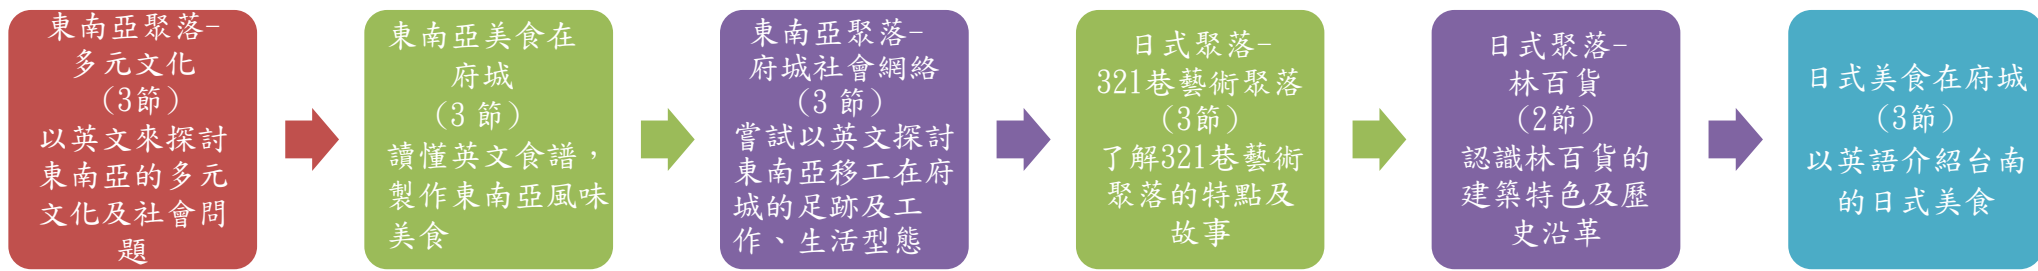 東南亞聚落-
多元文化
(3節)
以英文來探討
東南亞的多元
文化及社會問
題
東南亞美食在
府城
(3 節)
讀懂英文食譜，
製作東南亞風味
美食
東南亞聚落-
府城社會網絡
(3 節)
嘗試以英文探討
東南亞移工在府
城的足跡及工
作、生活型態
日式聚落-
321巷藝術聚落
(3節)
了解321巷藝術
聚落的特點及
故事
日式聚落-
林百貨
(2節)
認識林百貨的
建築特色及歷
史沿革
日式美食在府城
(3節)
以英語介紹台南
的日式美食